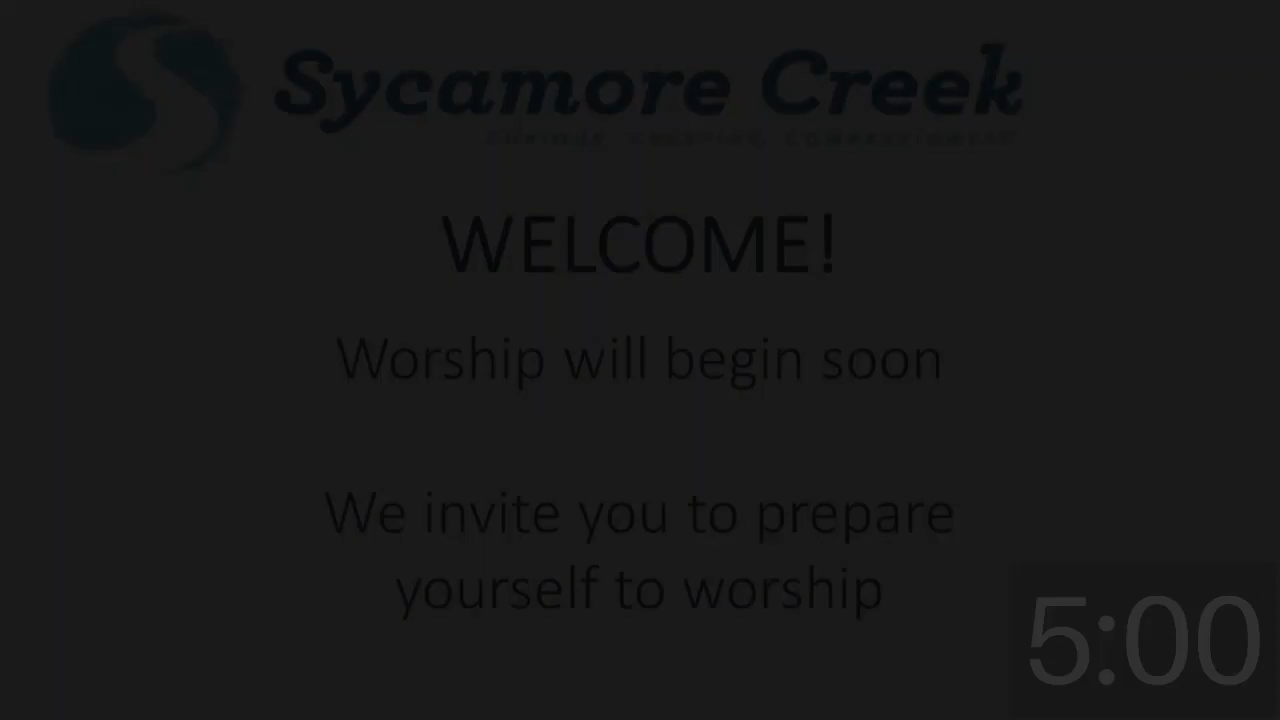 Sycamore Creek
WELCOME!
Worship will begin soon
We invite you to prepare
yourself to worship
5:00